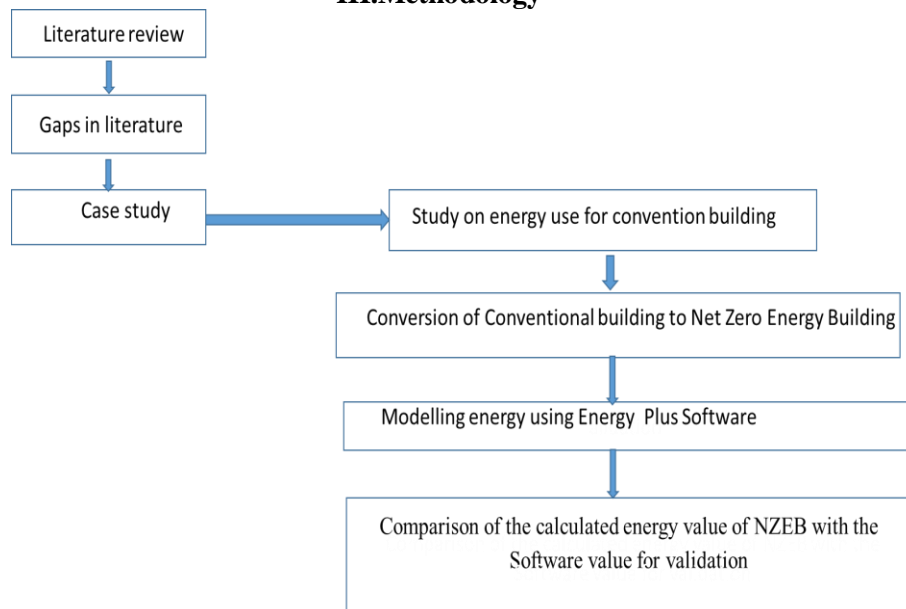 III.Methodology
Literature review
Gaps in literature
Case study
Study on energy use for convention building
Conversion of Conventional building to Net Zero Energy Building
Modelling energy using Energy Plus Software
Comparison of the calculated energy value of NZEB with the
Software value for validation